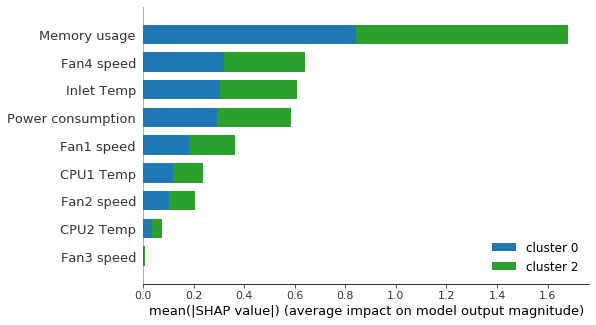 Memory usage
Fan4 speed
Inlet Temp
Power consumption
Fan1 speed
CPU1 Temp
Fan2 speed
CPU2 Temp
Fan3 speed
cluster 0
cluster 2
0.0 0.2 0.4 0.6 0.8 1.0 1.2 1.4 1.6
mean(|SHAP value|) (average impact on model output magnitude)